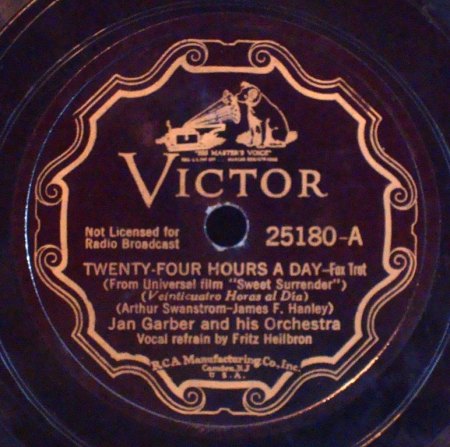 "HIS MASTER'S VOICE"
VICTOR
Not Licensed for
Radio Broadcast
25180-A
TWENTY-FOUR HOURS A DAY–Fox Trot
(From Universal film "Sweet Surrender")
(Veinticuatro Horas al Día)
(Arthur Swanstrom–James F. Hanley)
Jan Garber and his Orchestra
Vocal refrain by Fritz Heilbron
RCA Manufacturing Co., Inc.
Camden, N.J.
U.S.A.